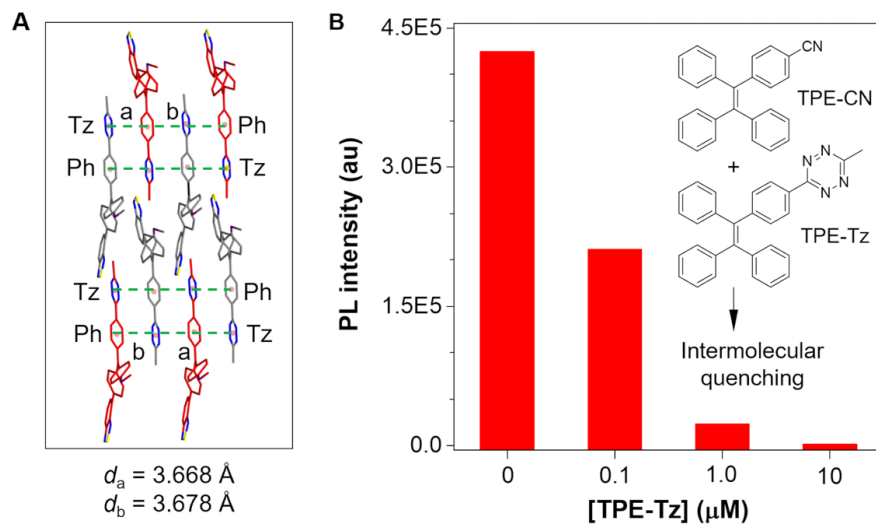 A
a
b
Tz
Ph
Ph
Tz
Tz
Ph
Ph
Tz
b
a
dₐ = 3.668 Å
d_b = 3.678 Å
B
PL intensity (au)
4.5E5
3.0E5
1.5E5
0.0
0
0.1
1.0
10
[TPE-Tz] (μM)
CN
TPE-CN
+
N
N
N
N
TPE-Tz
Intermolecular
quenching